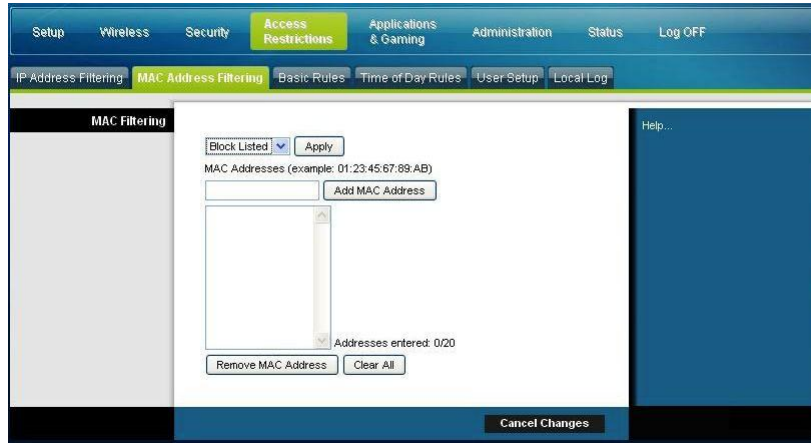 Setup Wireless Security Access Restrictions Applications & Gaming Administration Status Log OFF
IP Address Filtering MAC Address Filtering Basic Rules Time of Day Rules User Setup Local Log
MAC Filtering
Help...
Block Listed Apply
MAC Addresses (example: 01:23:45:67:89:AB)
Add MAC Address
Addresses entered: 0/20
Remove MAC Address Clear All
Cancel Changes